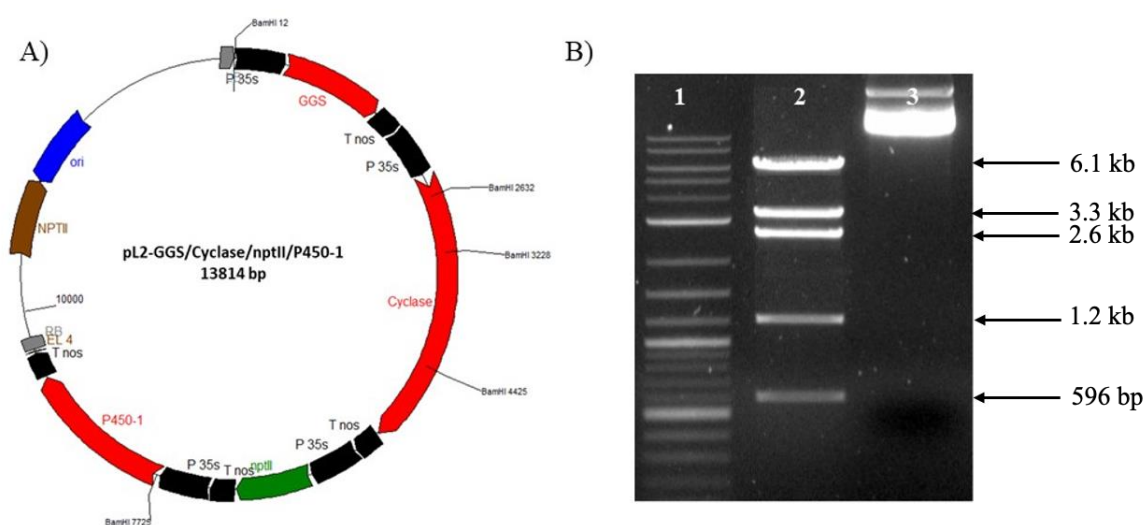 A)
BamHI 12
P 35s
GGS
T nos
P 35s
BamHI 2632
BamHI 3228
Cyclase
BamHI 4425
T nos
P 35s
nptII
T nos
P 35s
BamHI 7729
P450-1
T nos
EL 4
RB
10000
NPTII
ori
pL2-GGS/Cyclase/nptII/P450-1
13814 bp
B)
1 2 3
6.1 kb
3.3 kb
2.6 kb
1.2 kb
596 bp